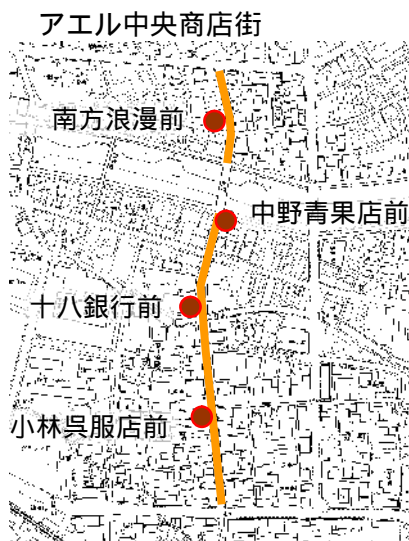 アエル中央商店街
南方浪漫前
中野青果店前
十八銀行前
小林呉服店前